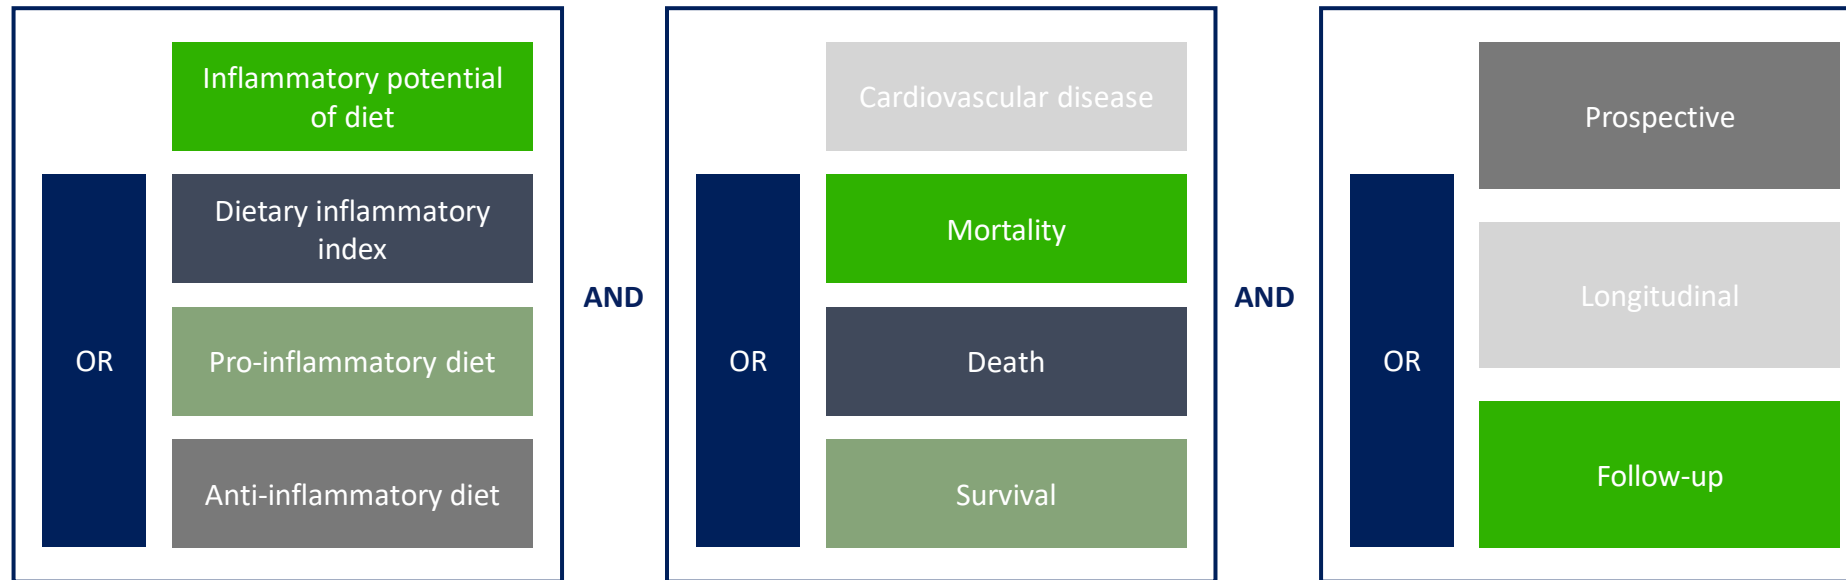 Inflammatory potential
of diet
OR
Dietary inflammatory
index
Pro-inflammatory diet
Anti-inflammatory diet
AND
Cardiovascular disease
OR
Mortality
Death
Survival
AND
Prospective
OR
Longitudinal
Follow-up